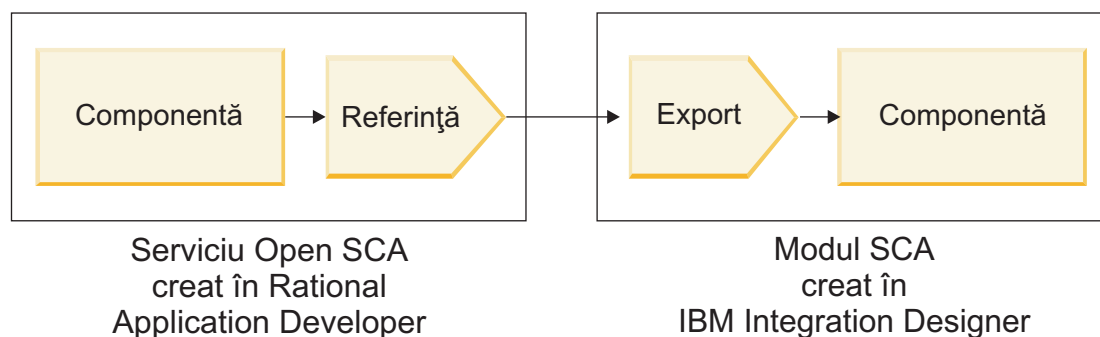 Componentă
Referinţă
Export
Componentă
Serviciu Open SCA
creat în Rational
Application Developer
Modul SCA
creat în
IBM Integration Designer